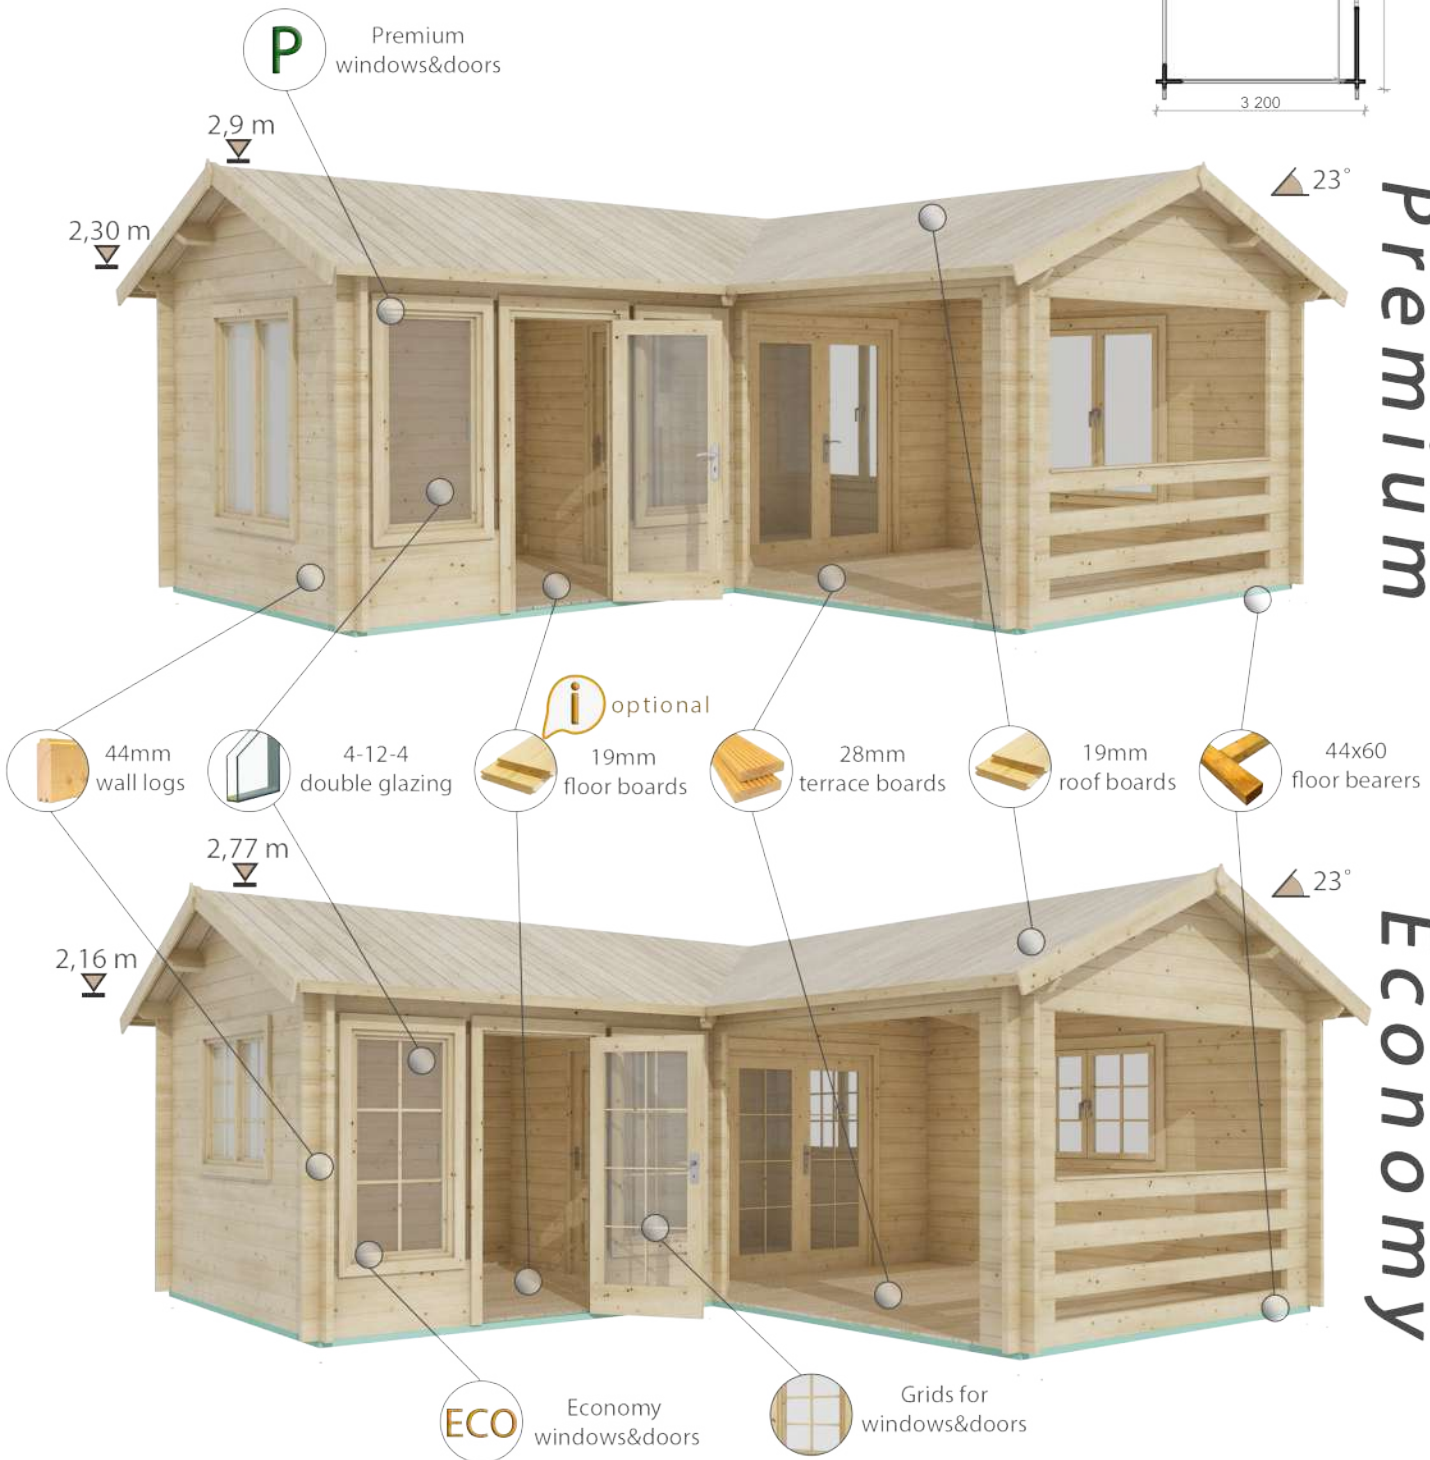 P
Premium
windows&doors
3 200
2,9 m
23°
2,30 m
Premium
i
optional
44mm
wall logs
4-12-4
double glazing
19mm
floor boards
28mm
terrace boards
19mm
roof boards
44x60
floor bearers
2,77 m
23°
2,16 m
Economy
ECO
Economy
windows&doors
Grids for
windows&doors